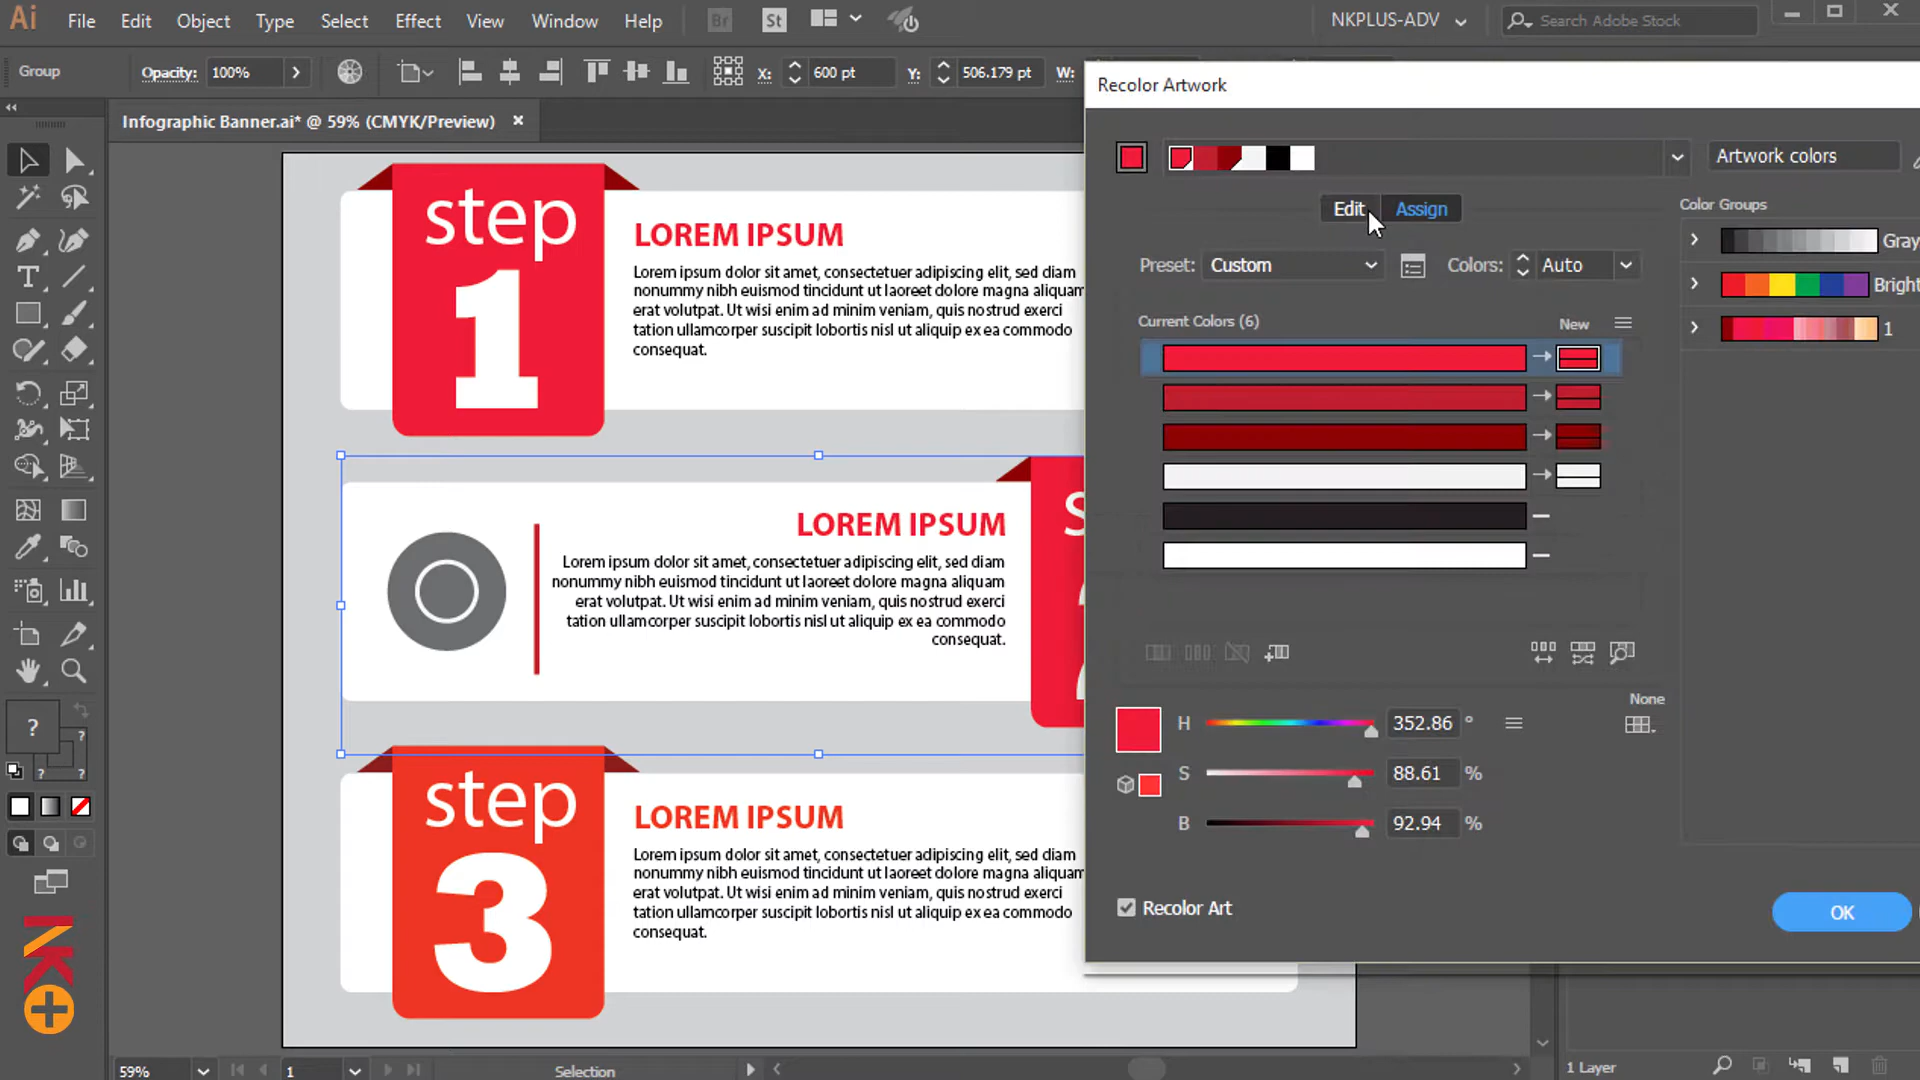 Ai File Edit Object Type Select Effect View Window Help Br St NKPLUS-ADV Search Adobe Stock
Group Opacity: 100% X: 600 pt Y: 506.179 pt W:
Infographic Banner.ai* @ 59% (CMYK/Preview) ×
step
1
LOREM IPSUM
Lorem ipsum dolor sit amet, consectetuer adipiscing elit, sed diam
nonummy nibh euismod tincidunt ut laoreet dolore magna aliquam
erat volutpat. Ut wisi enim ad minim veniam, quis nostrud exerci
tation ullamcorper suscipit lobortis nisl ut aliquip ex ea commodo
consequat.
LOREM IPSUM
Lorem ipsum dolor sit amet, consectetuer adipiscing elit, sed diam
nonummy nibh euismod tincidunt ut laoreet dolore magna aliquam
erat volutpat. Ut wisi enim ad minim veniam, quis nostrud exerci
tation ullamcorper suscipit lobortis nisl ut aliquip ex ea commodo
consequat.
step
3
LOREM IPSUM
Lorem ipsum dolor sit amet, consectetuer adipiscing elit, sed diam
nonummy nibh euismod tincidunt ut laoreet dolore magna aliquam
erat volutpat. Ut wisi enim ad minim veniam, quis nostrud exerci
tation ullamcorper suscipit lobortis nisl ut aliquip ex ea commodo
consequat.
Recolor Artwork
Artwork colors
Edit Assign
Color Groups
Gray
Bright
1
Preset: Custom Colors: Auto
Current Colors (6) New
None
H 352.86 °
S 88.61 %
B 92.94 %
Recolor Art
OK
? ? ? ?
NK+
59% 1 Selection
1 Layer